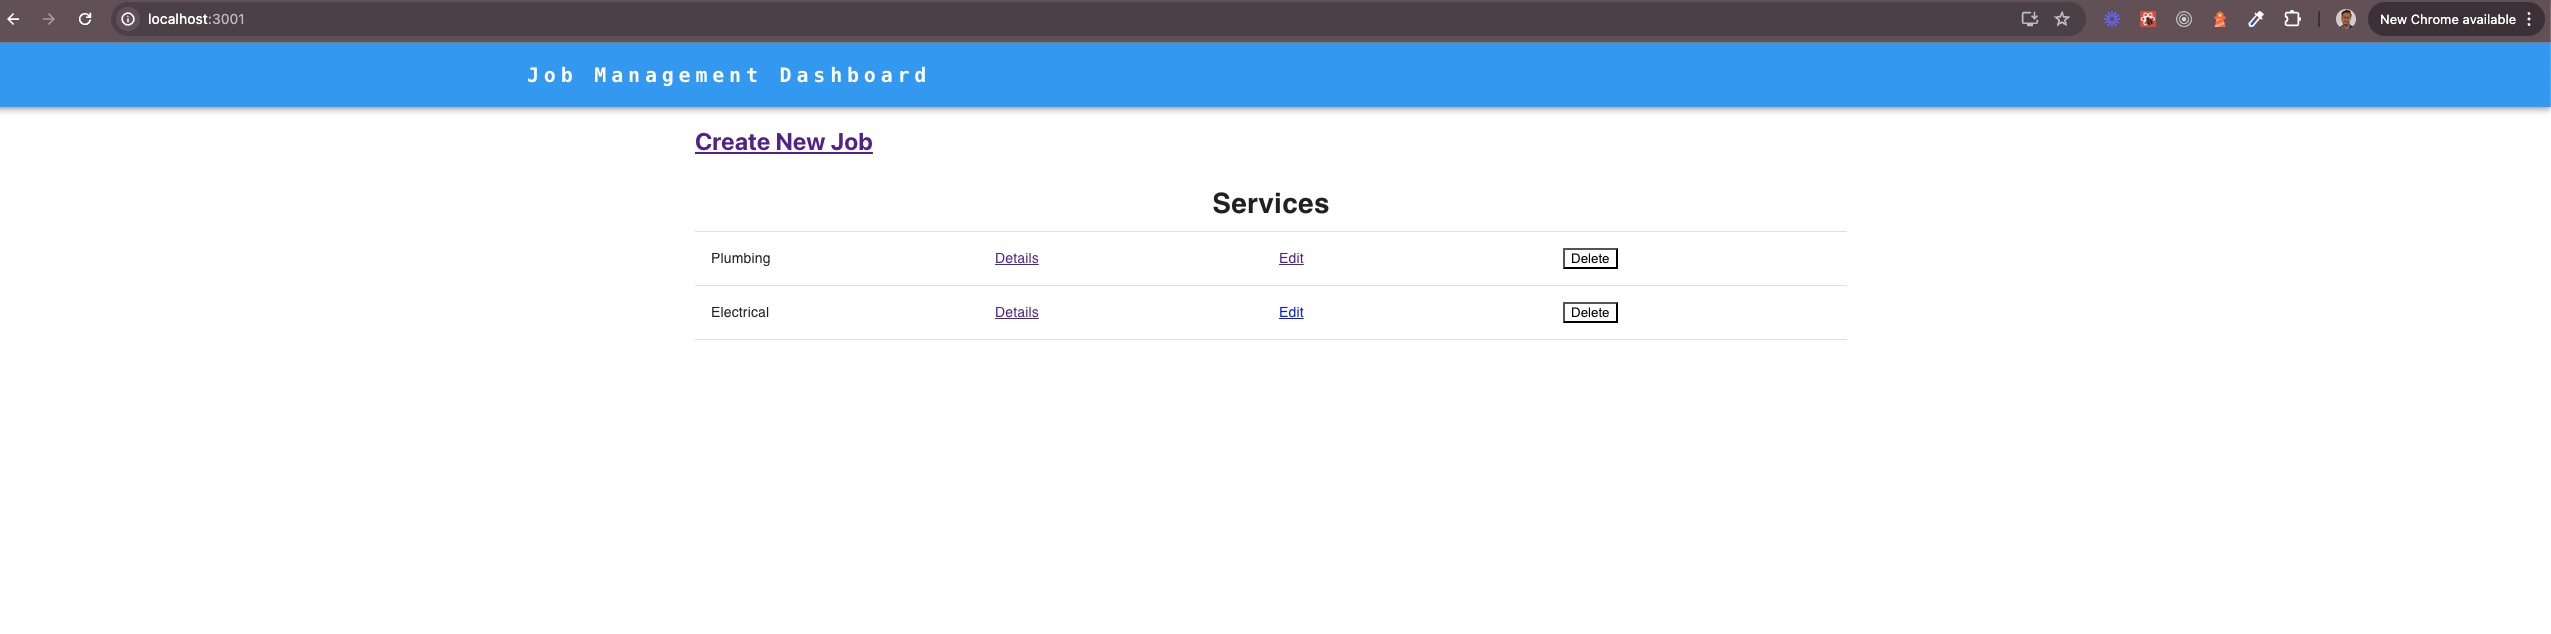 localhost:3001
New Chrome available
Job Management Dashboard
Create New Job
Services
Plumbing Details Edit Delete
Electrical Details Edit Delete